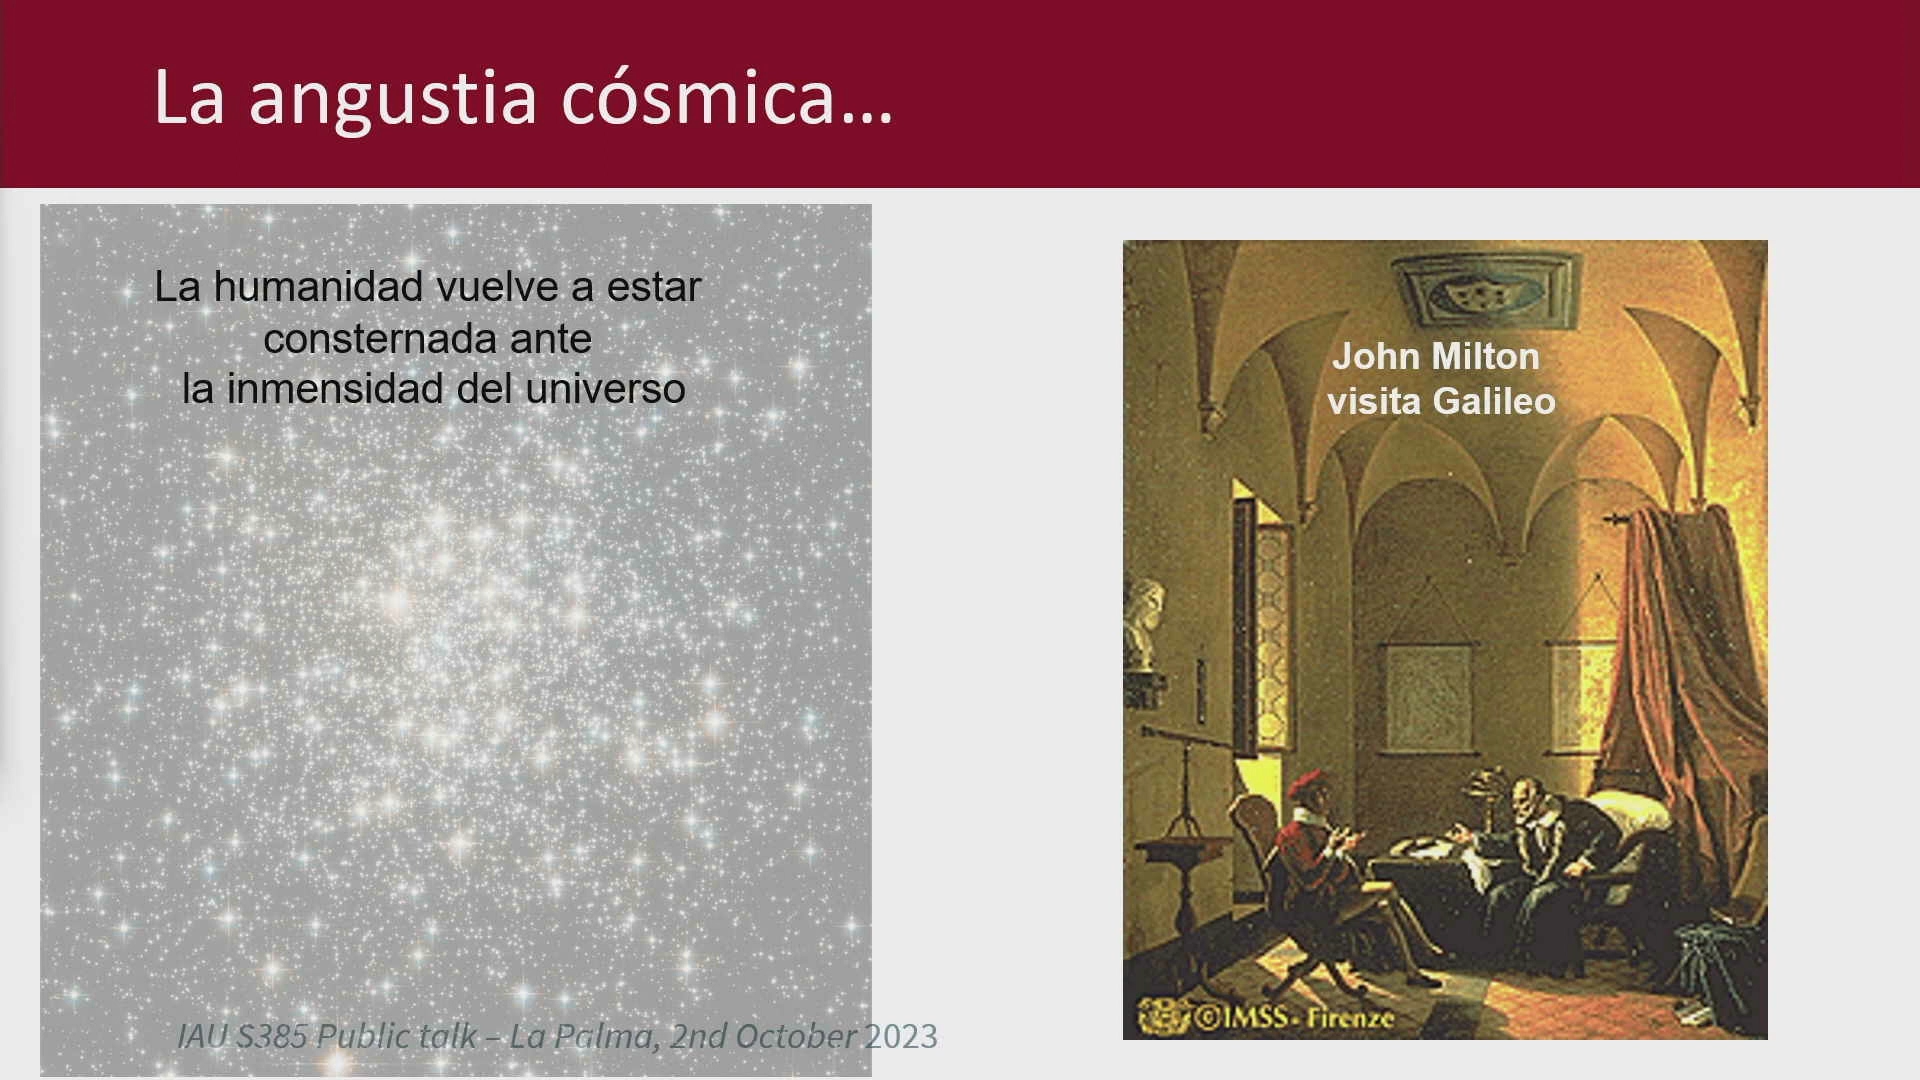 La angustia cósmica...
La humanidad vuelve a estar
consternada ante
la inmensidad del universo
John Milton
visita Galileo
©IMSS - Firenze
IAU S385 Public talk – La Palma, 2nd October 2023